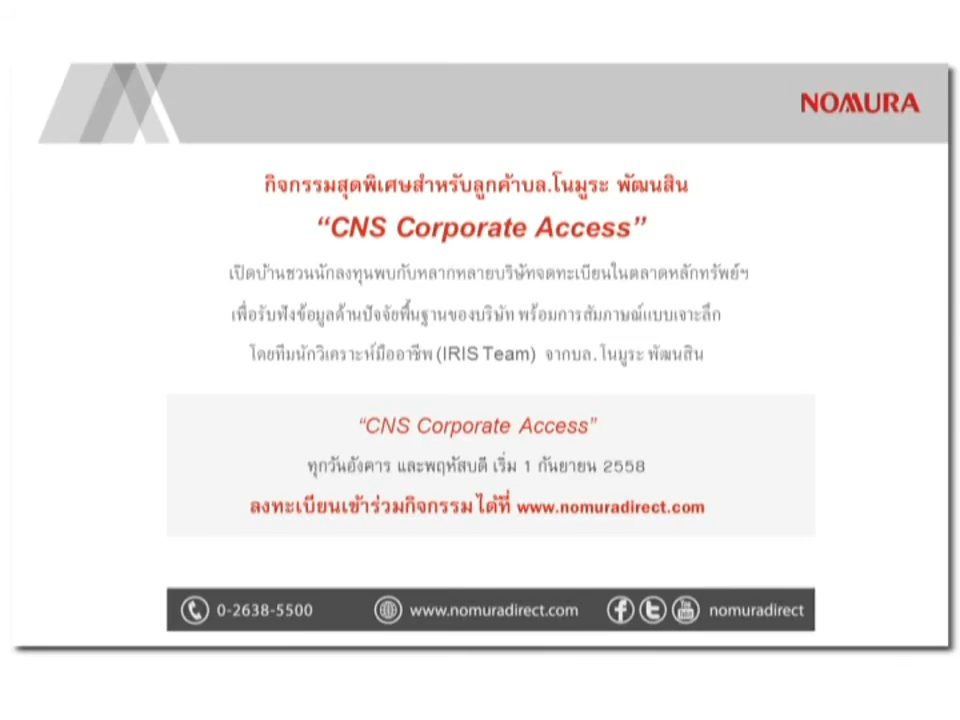 NOMURA
กิจกรรมสุดพิเศษสำหรับลูกค้าบล.โนมูระ พัฒนสิน
“CNS Corporate Access”
เปิดบ้านชวนนักลงทุนพบกับหลากหลายบริษัทจดทะเบียนในตลาดหลักทรัพย์ฯ
เพื่อรับฟังข้อมูลด้านปัจจัยพื้นฐานของบริษัท พร้อมการสัมภาษณ์แบบเจาะลึก
โดยทีมนักวิเคราะห์มืออาชีพ (IRIS Team) จากบล. โนมูระ พัฒนสิน
“CNS Corporate Access”
ทุกวันอังคาร และพฤหัสบดี เริ่ม 1 กันยายน 2558
ลงทะเบียนเข้าร่วมกิจกรรมได้ที่ www.nomuradirect.com
0-2638-5500 www.nomuradirect.com nomuradirect